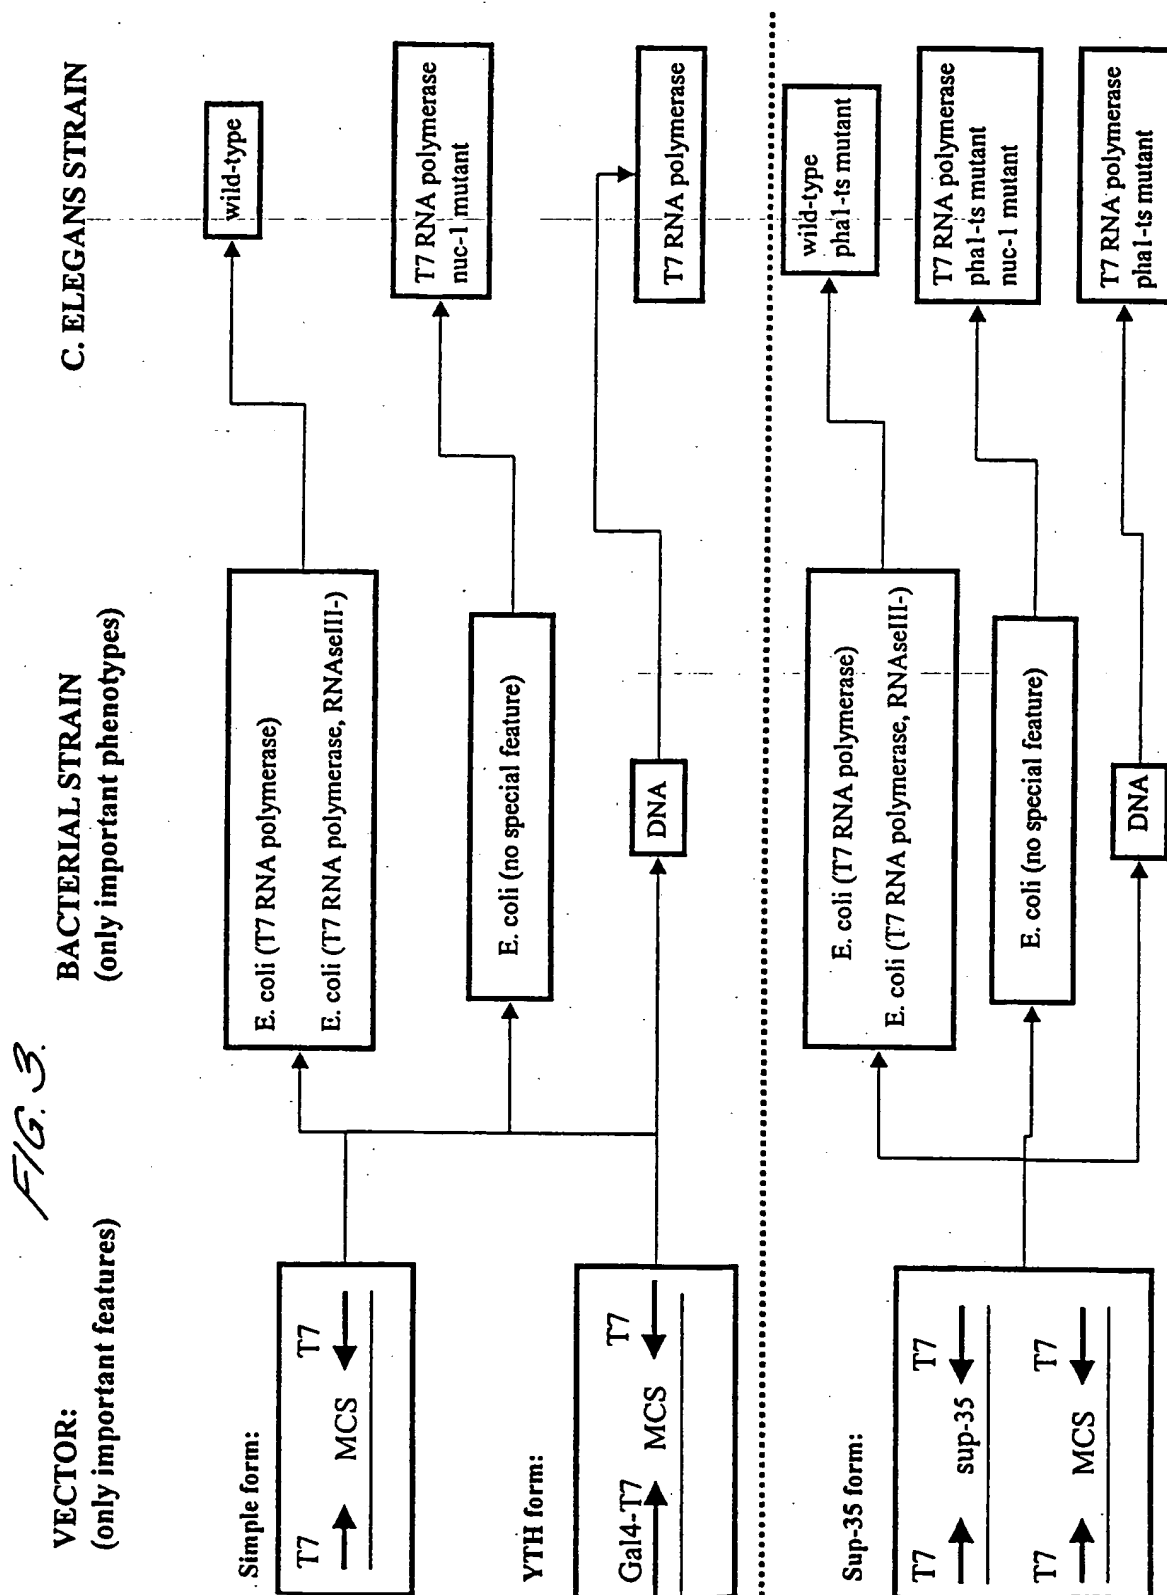 FIG. 3.
VECTOR:
(only important features)
BACTERIAL STRAIN
(only important phenotypes)
C. ELEGANS STRAIN
Simple form:
T7
T7
MCS
E. coli (T7 RNA polymerase)
E. coli (T7 RNA polymerase, RNAseIII-)
wild-type
E. coli (no special feature)
T7 RNA polymerase
nuc-1 mutant
YTH form:
Gal4-T7
T7
MCS
DNA
T7 RNA polymerase
Sup-35 form:
T7
T7
sup-35
T7
T7
MCS
E. coli (T7 RNA polymerase)
E. coli (T7 RNA polymerase, RNAseIII-)
wild-type
pha1-ts mutant
E. coli (no special feature)
T7 RNA polymerase
pha1-ts mutant
nuc-1 mutant
DNA
T7 RNA polymerase
pha1-ts mutant